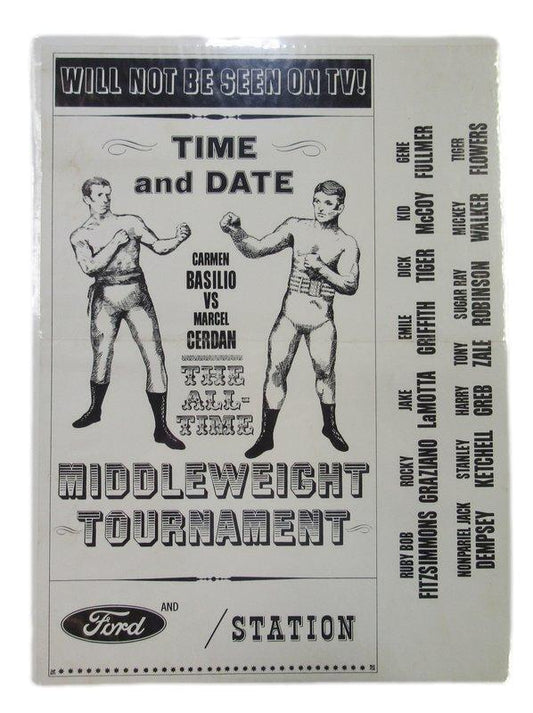 WILL NOT BE SEEN ON TV!
TIME
and DATE
CARMEN
BASILIO
VS
MARCEL
CERDAN
THE
ALL-
TIME
MIDDLEWEIGHT
TOURNAMENT
Ford AND / STATION
RUBY BOB
FITZSIMMONS
ROCKY
GRAZIANO
JAKE
LaMOTTA
EMILE
GRIFFITH
DICK
TIGER
KID
McCOY
GENE
FULLMER
NONPAREIL JACK
DEMPSEY
STANLEY
KETCHELL
HARRY
GREB
TONY
ZALE
SUGAR RAY
ROBINSON
MICKEY
WALKER
TIGER
FLOWERS